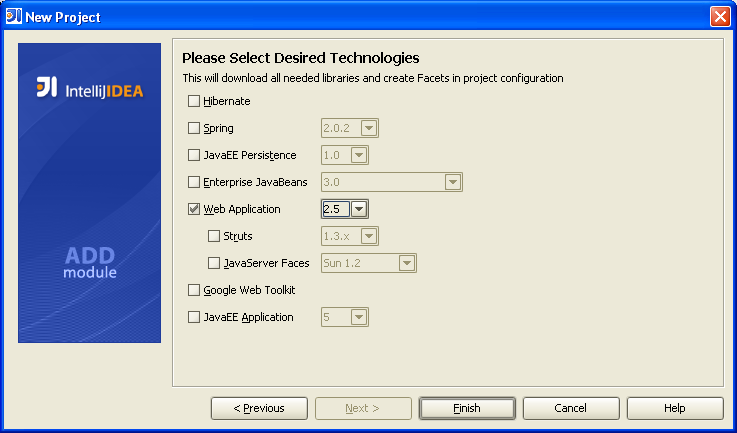 New Project
IntelliJIDEA
ADD
module
Please Select Desired Technologies
This will download all needed libraries and create Facets in project configuration
Hibernate
Spring 2.0.2
JavaEE Persistence 1.0
Enterprise JavaBeans 3.0
Web Application 2.5
Struts 1.3.x
JavaServer Faces Sun 1.2
Google Web Toolkit
JavaEE Application 5
< Previous Next > Finish Cancel Help